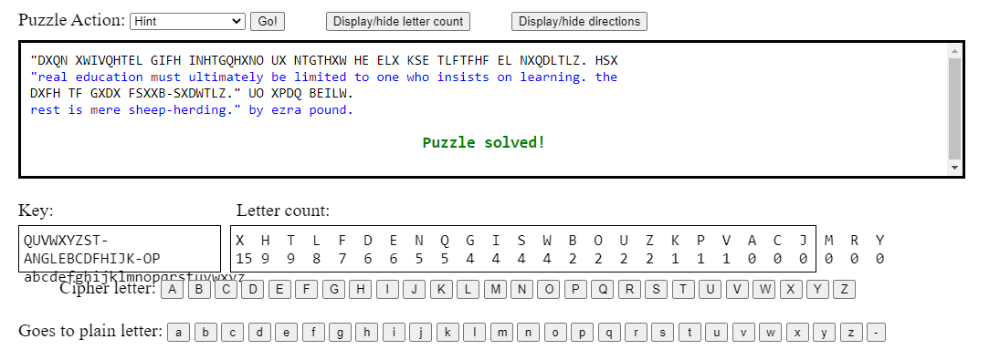 Puzzle Action: Hint Go! Display/hide letter count Display/hide directions
"DXQN XWIVQHTEL GIFH INHTGQHXNO UX NTGTHXW HE ELX KSE TLFTFHF EL NXQDLTLZ. HSX
"real education must ultimately be limited to one who insists on learning. the
DXFH TF GXDX FSXXB-SXDWTLZ." UO XPDQ BEILW.
rest is mere sheep-herding." by ezra pound.
Puzzle solved!
Key: Letter count:
QUVWXYZST- X H T L F D E N Q G I S W B O U Z K P V A C J M R Y
ANGLEBCDFHIJK-OP 15 9 9 8 7 6 6 5 5 4 4 4 4 2 2 2 2 1 1 1 0 0 0 0 0 0
abcdefghijklmnopqrstuvwxyz
Cipher letter: A B C D E F G H I J K L M N O P Q R S T U V W X Y Z
Goes to plain letter: a b c d e f g h i j k l m n o p q r s t u v w x y z -